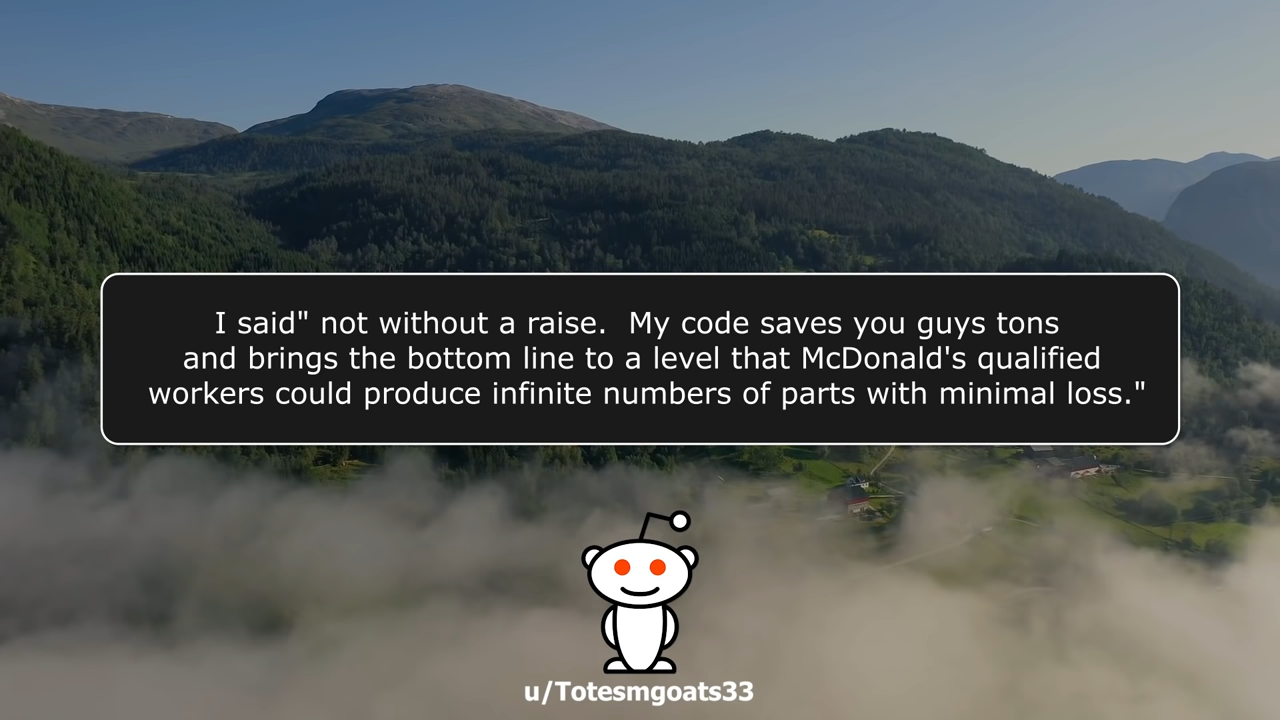 I said" not without a raise.  My code saves you guys tons
and brings the bottom line to a level that McDonald's qualified
workers could produce infinite numbers of parts with minimal loss."
u/Totesmgoats33